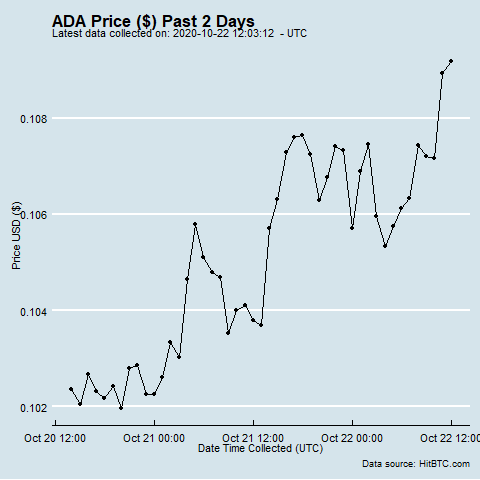 ADA Price ($) Past 2 Days
Latest data collected on: 2020-10-22 12:03:12 - UTC
Price USD ($)
0.108
0.106
0.104
0.102
Oct 20 12:00 Oct 21 00:00 Oct 21 12:00 Oct 22 00:00 Oct 22 12:00
Date Time Collected (UTC)
Data source: HitBTC.com